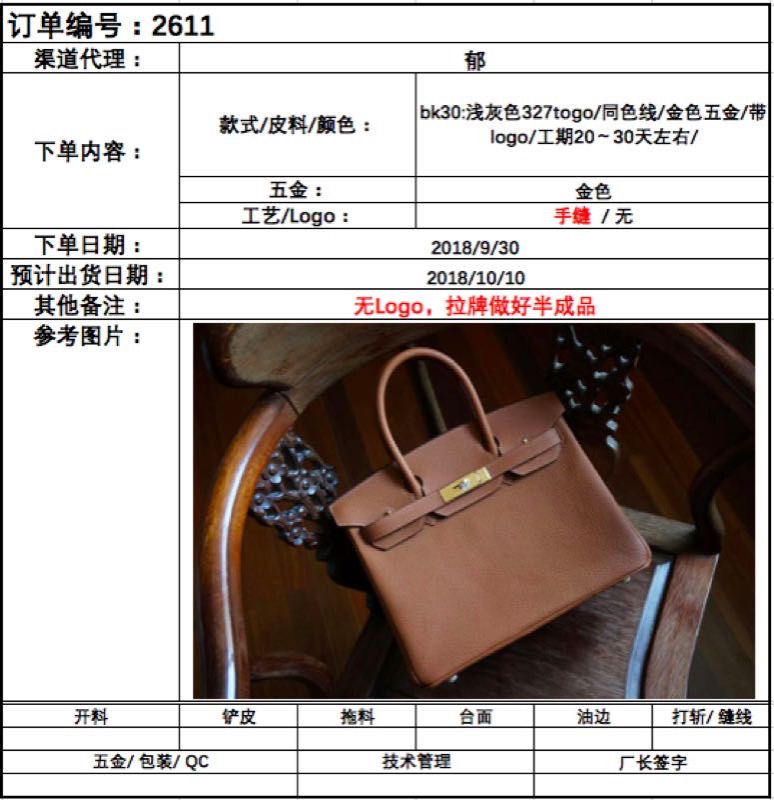 订单编号：2611
渠道代理：
郁
下单内容：
款式/皮料/颜色：
bk30:浅灰色327togo/同色线/金色五金/带
logo/工期20～30天左右/
五金：
金色
工艺/Logo：
手缝 / 无
下单日期：
2018/9/30
预计出货日期：
2018/10/10
其他备注：
无Logo，拉牌做好半成品
参考图片：
开料
铲皮
拖料
台面
油边
打斩/ 缝线
五金/ 包装/ QC
技术管理
厂长签字